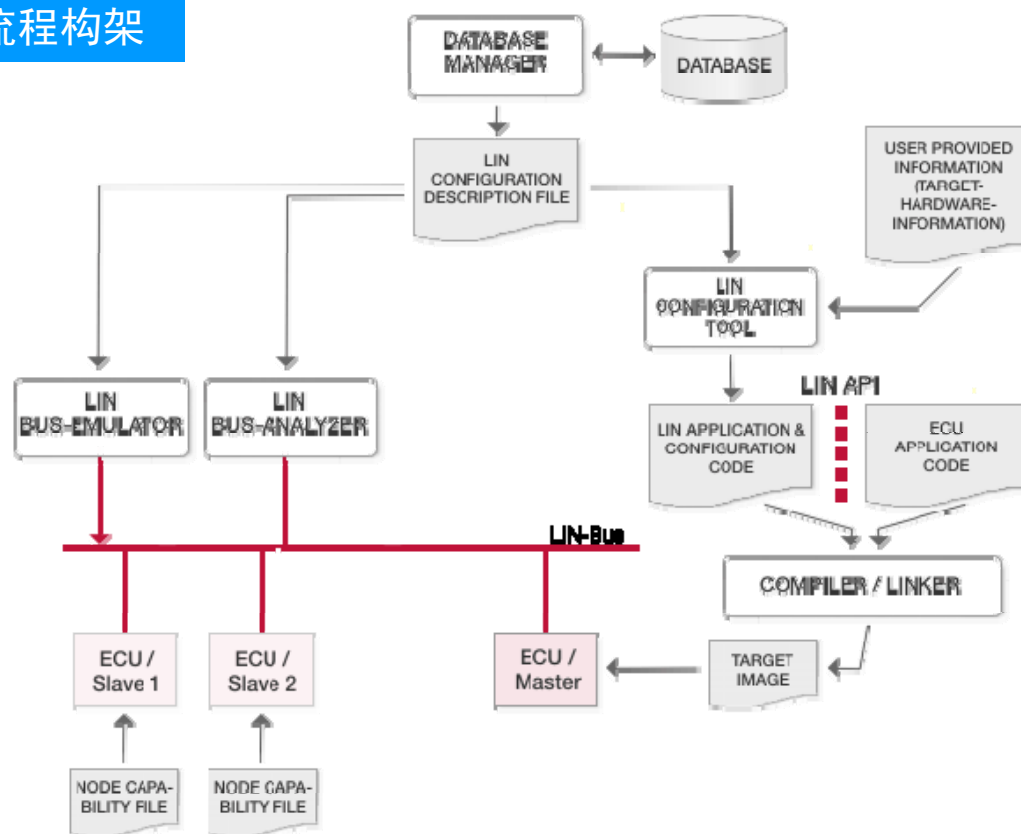 流程构架
DATABASE
MANAGER
DATABASE
LIN
CONFIGURATION
DESCRIPTION FILE
USER PROVIDED
INFORMATION
(TARGET-
HARDWARE-
INFORMATION)
LIN
CONFIGURATION
TOOL
LIN
BUS-EMULATOR
LIN
BUS-ANALYZER
LIN API
LIN APPLICATION &
CONFIGURATION
CODE
ECU
APPLICATION
CODE
LIN-Bus
COMPILER / LINKER
ECU /
Slave 1
ECU /
Slave 2
ECU /
Master
TARGET
IMAGE
NODE CAPA-
BILITY FILE
NODE CAPA-
BILITY FILE